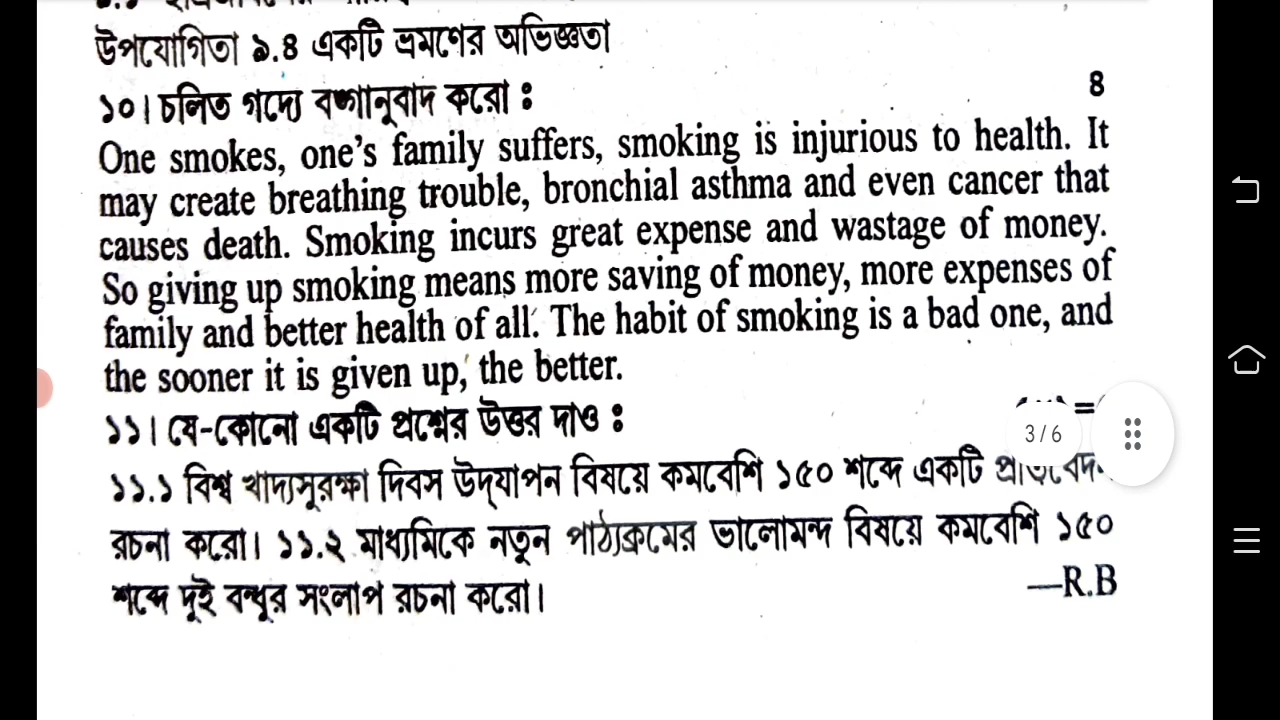 উপযোগিতা ৯.৪ একটি ভ্রমণের অভিজ্ঞতা
১০। চলিত গদ্যে বঙ্গানুবাদ করো : ৪
One smokes, one's family suffers, smoking is injurious to health. It
may create breathing trouble, bronchial asthma and even cancer that
causes death. Smoking incurs great expense and wastage of money.
So giving up smoking means more saving of money, more expenses of
family and better health of all. The habit of smoking is a bad one, and
the sooner it is given up, the better.
১১। যে-কোনো একটি প্রশ্নের উত্তর দাও :
3/6
১১.১ বিশ্ব খাদ্যসুরক্ষা দিবস উদ্‌যাপন বিষয়ে কমবেশি ১৫০ শব্দে একটি প্রতিবেদন
রচনা করো। ১১.২ মাধ্যমিকে নতুন পাঠ্যক্রমের ভালোমন্দ বিষয়ে কমবেশি ১৫০
শব্দে দুই বন্ধুর সংলাপ রচনা করো। —R.B